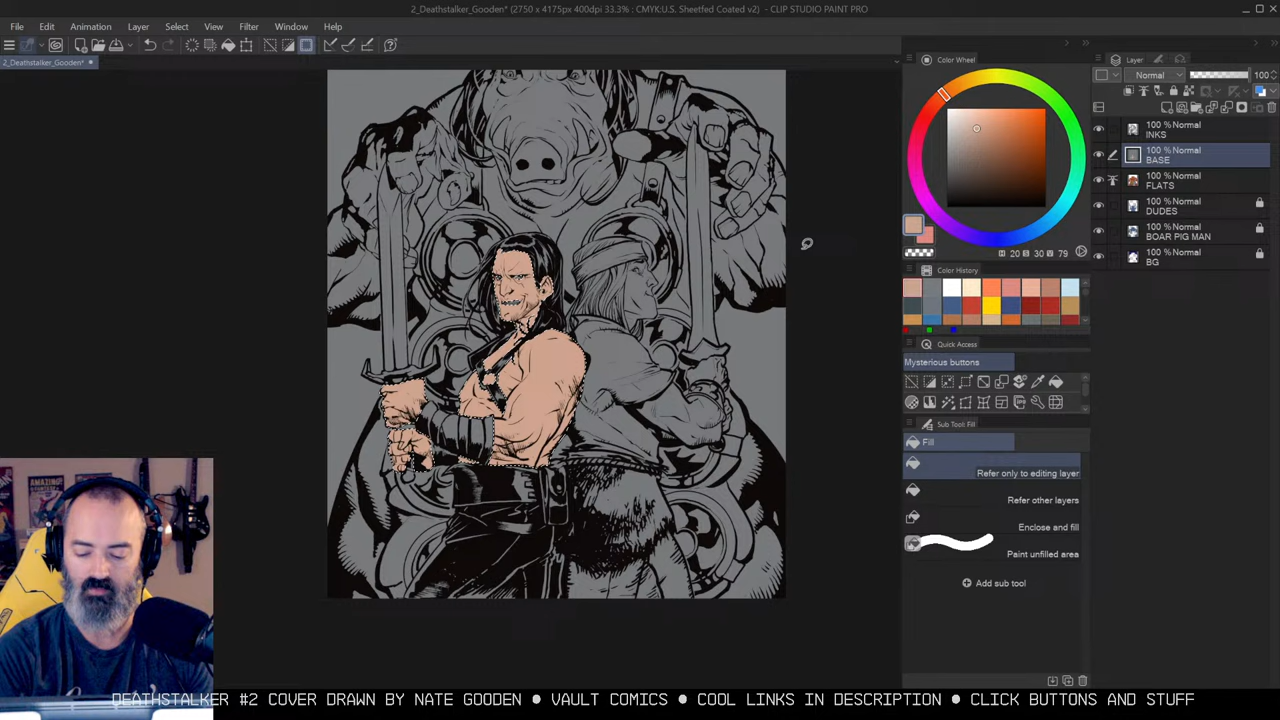 2_Deathstalker_Gooden* (2750 x 4175px 400dpi 33.3% : CMYK:U.S. Sheetfed Coated v2) - CLIP STUDIO PAINT PRO
File Edit Animation Layer Select View Filter Window Help
2_Deathstalker_Gooden*
Color Wheel
H 20 S 30 V 79
Color History
Quick Access
Mysterious buttons
Sub Tool: Fill
Fill
Refer only to editing layer
Refer other layers
Enclose and fill
Paint unfilled area
Add sub tool
Layer
Normal 100
100 % Normal
INKS
100 % Normal
BASE
100 % Normal
FLATS
100 % Normal
DUDES
100 % Normal
BOAR PIG MAN
100 % Normal
BG
AMAZING
DEATHSTALKER #2 COVER DRAWN BY NATE GOODEN ● VAULT COMICS ● COOL LINKS IN DESCRIPTION ● CLICK BUTTONS AND STUFF